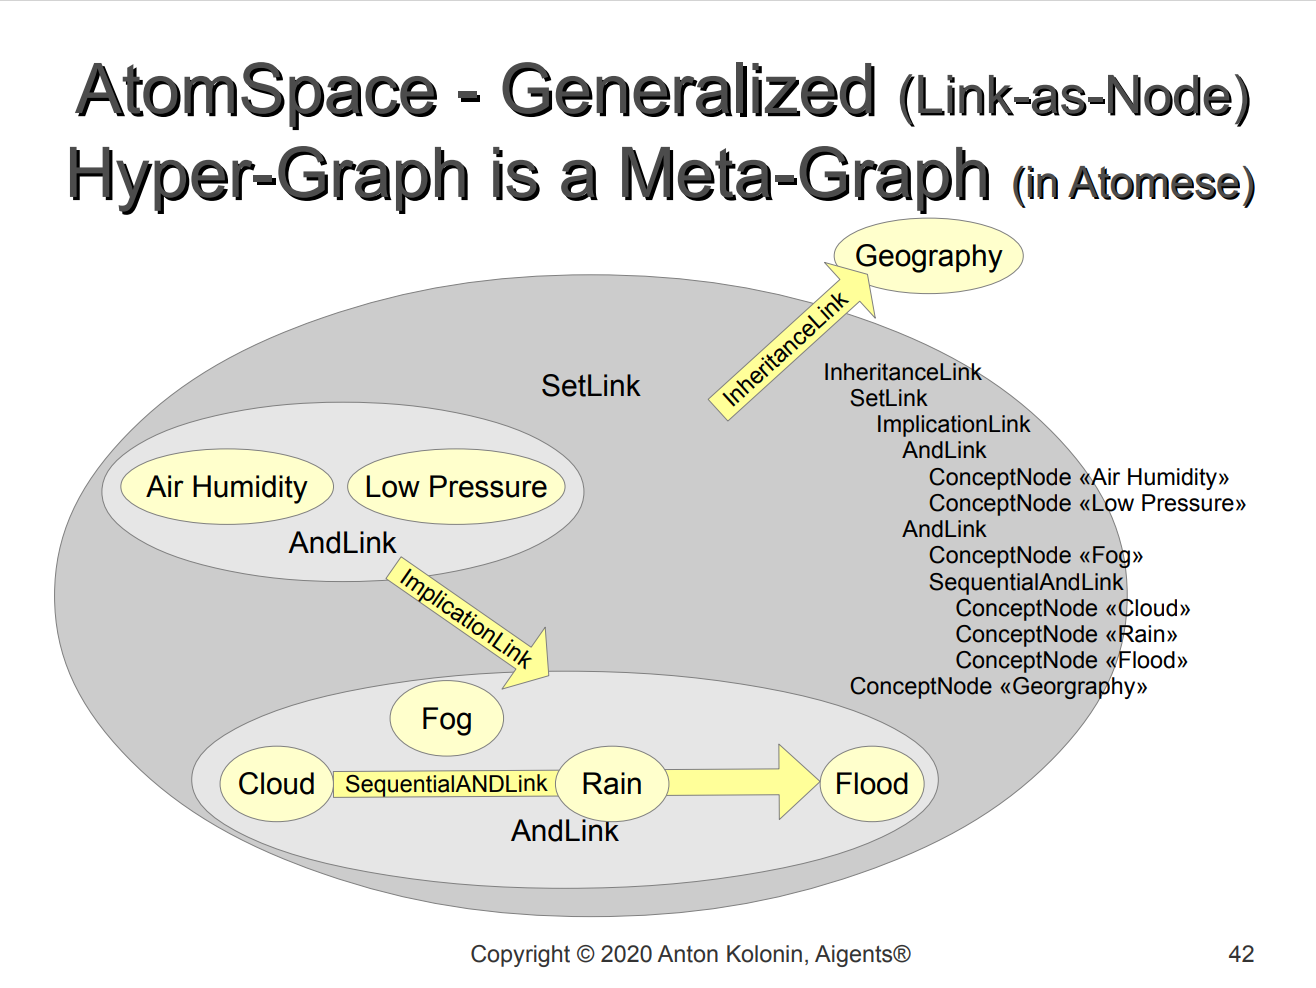 AtomSpace - Generalized (Link-as-Node)
Hyper-Graph is a Meta-Graph (in Atomese)
Geography
InheritanceLink
SetLink
Air Humidity
Low Pressure
AndLink
ImplicationLink
Fog
Cloud
SequentialANDLink
Rain
Flood
AndLink
InheritanceLink
SetLink
ImplicationLink
AndLink
ConceptNode «Air Humidity»
ConceptNode «Low Pressure»
AndLink
ConceptNode «Fog»
SequentialAndLink
ConceptNode «Cloud»
ConceptNode «Rain»
ConceptNode «Flood»
ConceptNode «Georgraphy»
Copyright © 2020 Anton Kolonin, Aigents®
42